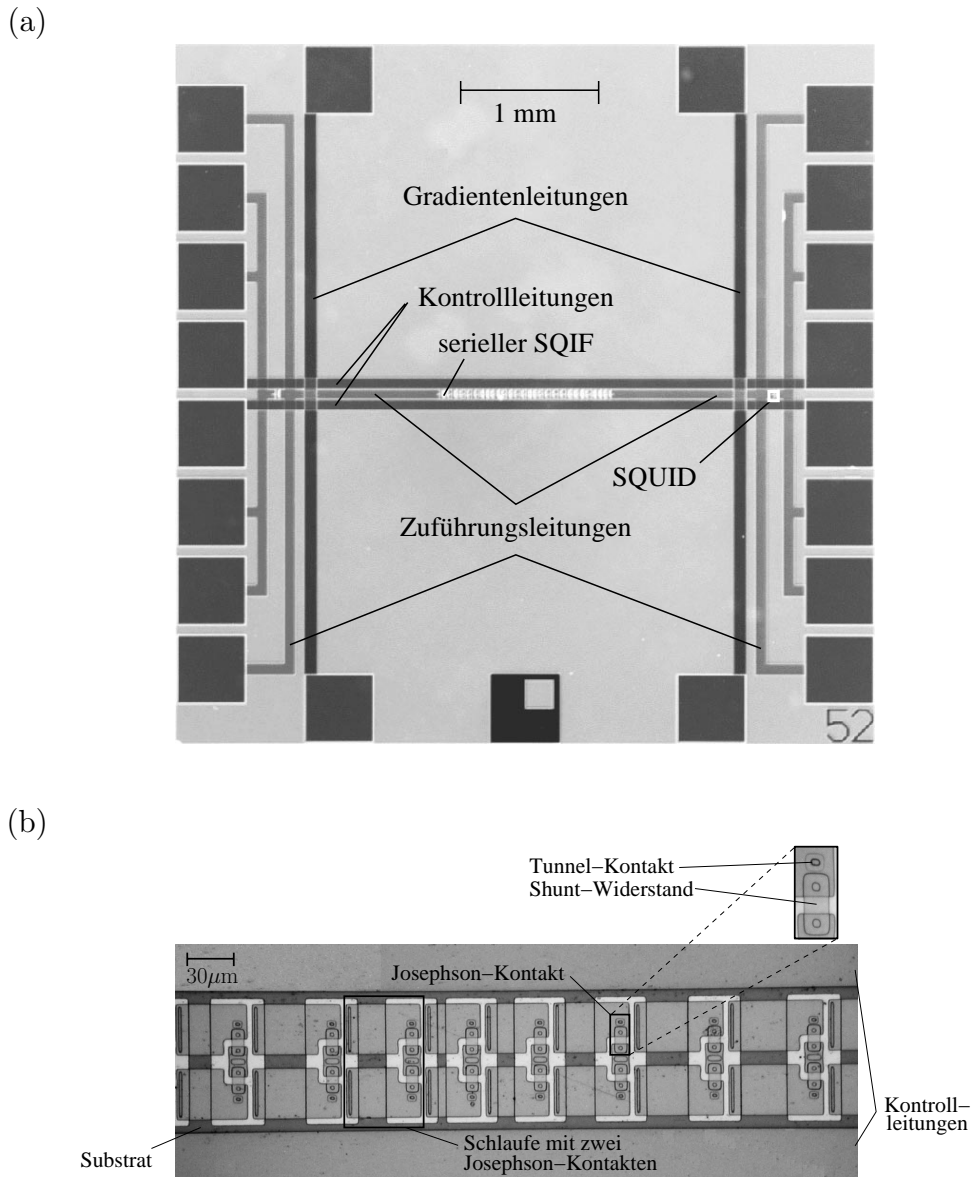 (a)
1 mm
Gradientenleitungen
Kontrollleitungen
serieller SQIF
SQUID
Zuführungsleitungen
52
(b)
Tunnel−Kontakt
Shunt−Widerstand
30μm
Josephson−Kontakt
Kontroll−
leitungen
Substrat
Schlaufe mit zwei
Josephson−Kontakten